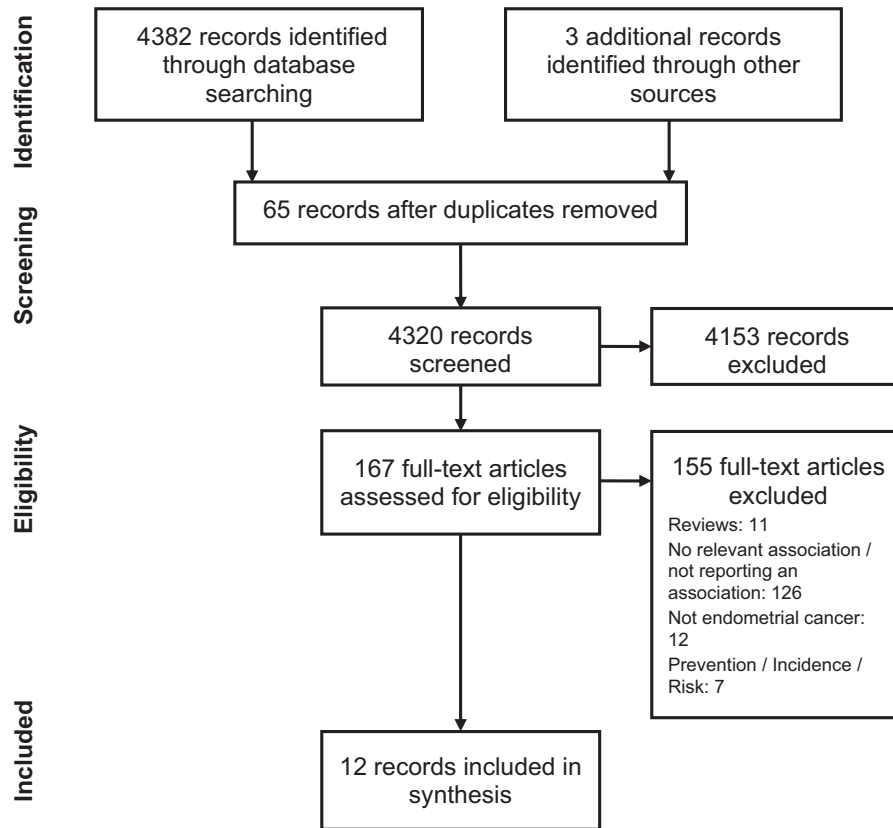 Identification
4382 records identified
through database
searching
3 additional records
identified through other
sources
Screening
65 records after duplicates removed
4320 records
screened
4153 records
excluded
Eligibility
167 full-text articles
assessed for eligibility
155 full-text articles
excluded
Reviews: 11
No relevant association /
not reporting an
association: 126
Not endometrial cancer:
12
Prevention / Incidence /
Risk: 7
Included
12 records included in
synthesis